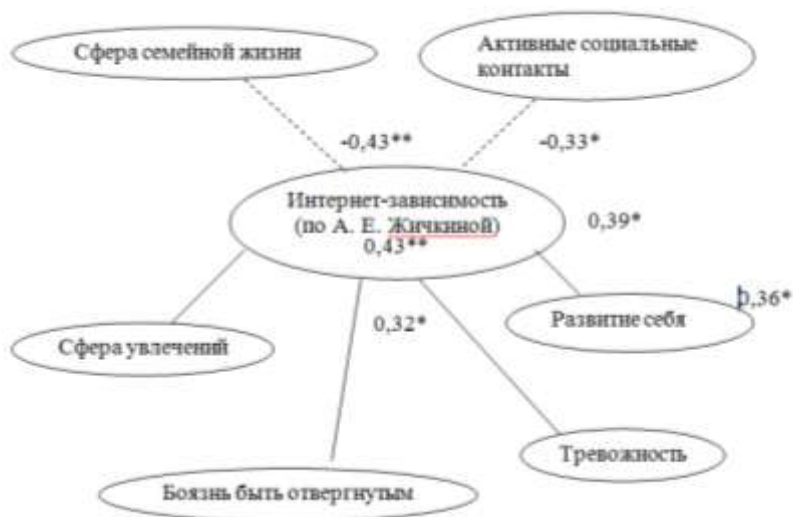 Сфера семейной жизни
Активные социальные
контакты
-0,43**
-0,33*
Интернет-зависимость
(по А. Е. Жичкиной)
0,43**
0,39*
0,36*
0,32*
Развитие себя
Сфера увлечений
Тревожность
Боязнь быть отвергнутым